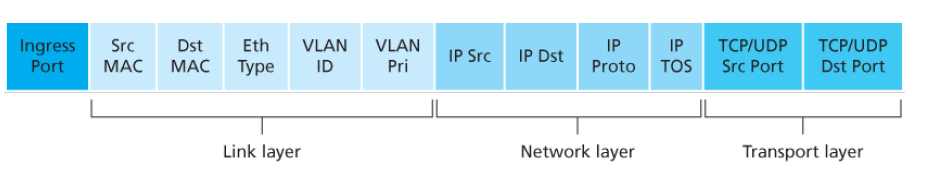 Ingress
Port
Src
MAC
Dst
MAC
Eth
Type
VLAN
ID
VLAN
Pri
IP Src
IP Dst
IP
Proto
IP
TOS
TCP/UDP
Src Port
TCP/UDP
Dst Port
Link layer
Network layer
Transport layer